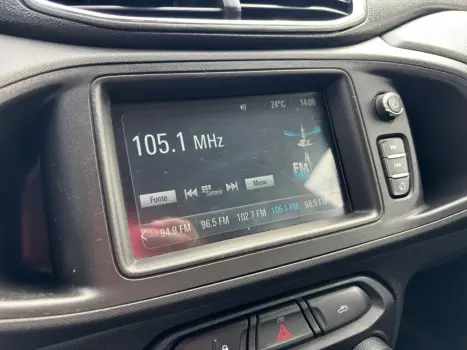 24°C 14:00
105.1 MHz
FM
Fonte Sintonia Menu
94.9 FM 96.5 FM 102.7 FM 105.1 FM 98.5 FM